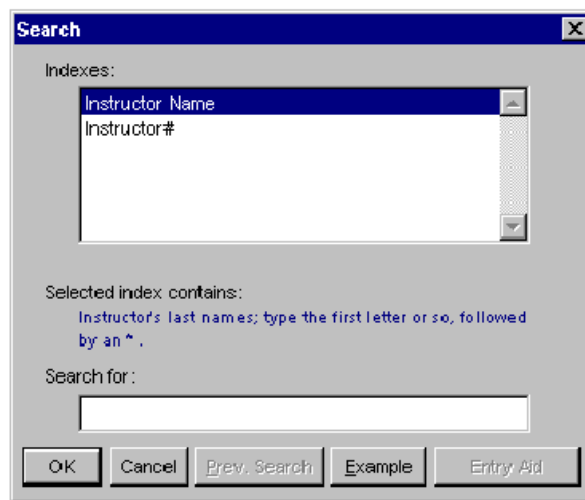 Search
Indexes:
Instructor Name
Instructor#
Selected index contains:
Instructor's last names; type the first letter or so, followed
by an * .
Search for:
OK Cancel Prev. Search Example Entry Aid